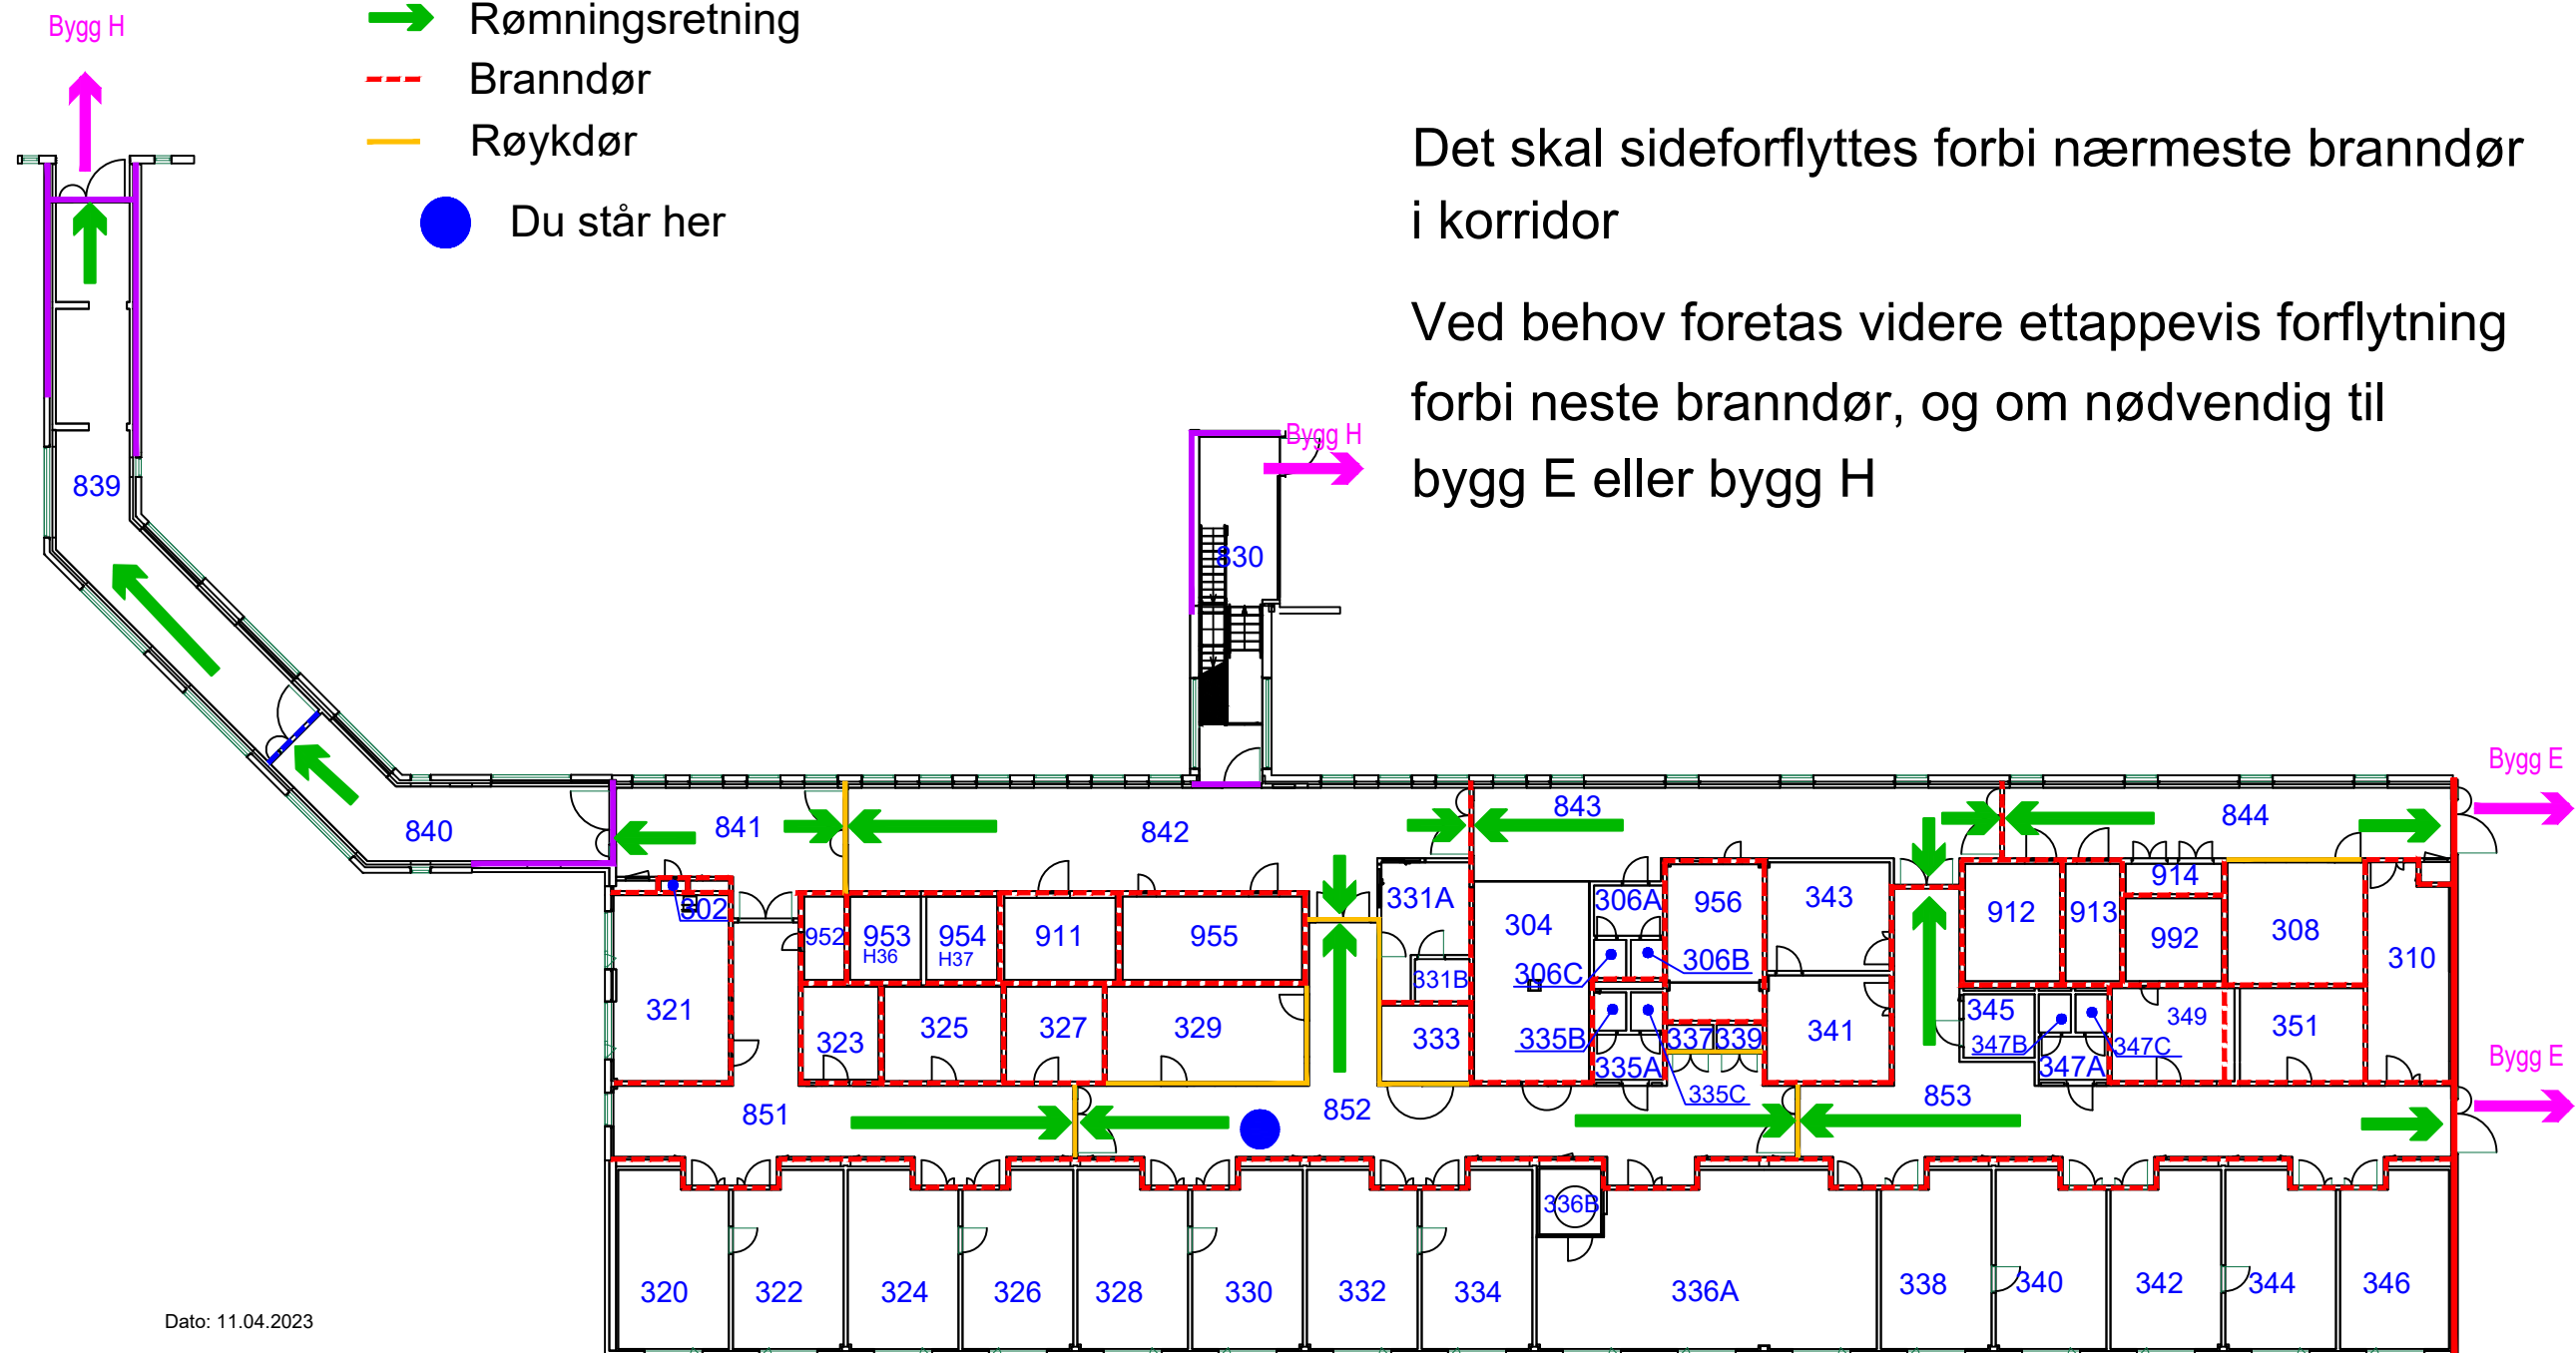 Bygg H
Rømningsretning
Branndør
Røykdør
Du står her
Det skal sideforflyttes forbi nærmeste branndør
i korridor
Ved behov foretas videre ettappevis forflytning
forbi neste branndør, og om nødvendig til
bygg E eller bygg H
Bygg H
839
830
Bygg E
840
841
842
843
844
302
952
953
H36
954
H37
911
955
331A
331B
304
306A
306C
306B
956
343
912
913
914
992
308
310
321
323
325
327
329
333
335B
335A
335C
337
339
341
345
347B
347A
347C
349
351
Bygg E
851
852
853
336B
320
322
324
326
328
330
332
334
336A
338
340
342
344
346
Dato: 11.04.2023